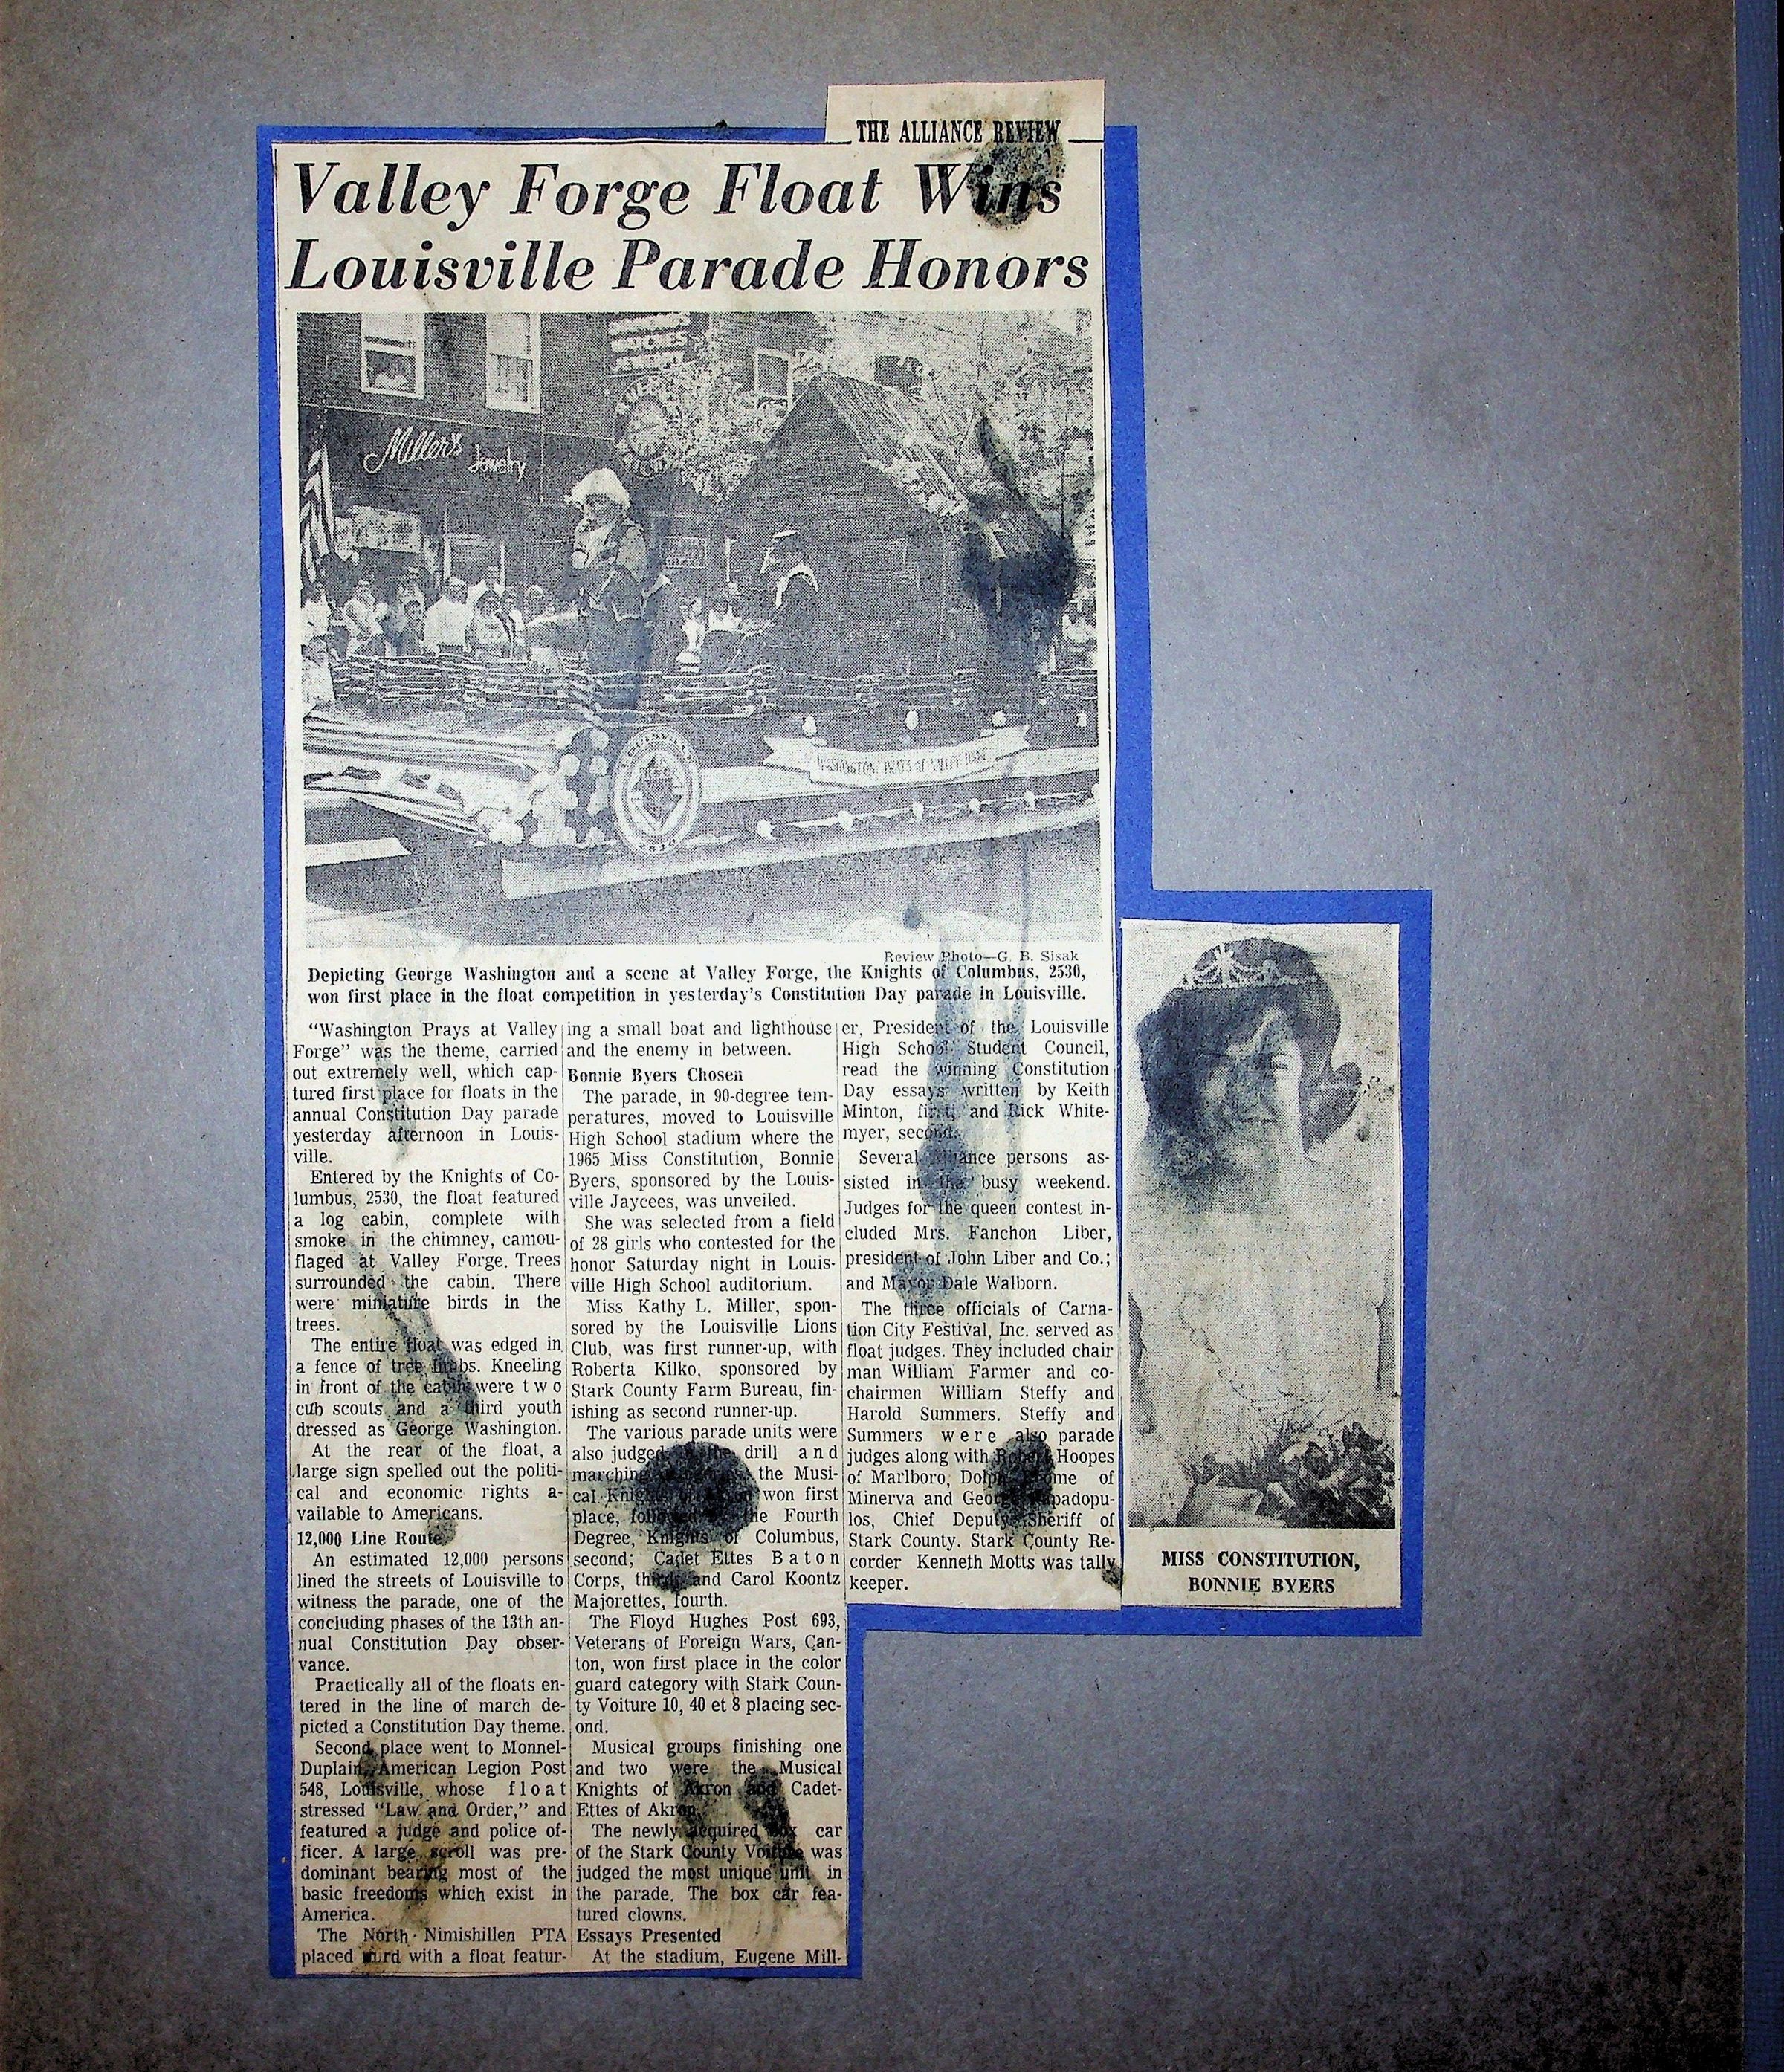 THE ALLIANCE REVIEW
Valley Forge Float Wins
Louisville Parade Honors
WATCHES
JEWELRY
Miller's Jewelry
LOUISVILLE
2530
WASHINGTON PRAYS AT VALLEY FORGE
Review Photo—G. B. Sisak
Depicting George Washington and a scene at Valley Forge, the Knights of Columbus, 2530,
won first place in the float competition in yesterday's Constitution Day parade in Louisville.
"Washington Prays at Valley
Forge" was the theme, carried
out extremely well, which cap-
tured first place for floats in the
annual Constitution Day parade
yesterday afternoon in Louis-
ville.
Entered by the Knights of Co-
lumbus, 2530, the float featured
a log cabin, complete with
smoke in the chimney, camou-
flaged at Valley Forge. Trees
surrounded the cabin. There
were miniature birds in the
trees.
The entire float was edged in
a fence of tree limbs. Kneeling
in front of the cabin were two
cub scouts and a third youth
dressed as George Washington.
At the rear of the float, a
large sign spelled out the politi-
cal and economic rights a-
vailable to Americans.
12,000 Line Route
An estimated 12,000 persons
lined the streets of Louisville to
witness the parade, one of the
concluding phases of the 13th an-
nual Constitution Day obser-
vance.
Practically all of the floats en-
tered in the line of march de-
picted a Constitution Day theme.
Second place went to Monnel-
Duplain, American Legion Post
548, Louisville, whose float
stressed "Law and Order," and
featured a judge and police of-
ficer. A large scroll was pre-
dominant bearing most of the
basic freedoms which exist in
America.
The North Nimishillen PTA
placed third with a float featur-
ing a small boat and lighthouse
and the enemy in between.
Bonnie Byers Chosen
The parade, in 90-degree tem-
peratures, moved to Louisville
High School stadium where the
1965 Miss Constitution, Bonnie
Byers, sponsored by the Louis-
ville Jaycees, was unveiled.
She was selected from a field
of 28 girls who contested for the
honor Saturday night in Louis-
ville High School auditorium.
Miss Kathy L. Miller, spon-
sored by the Louisville Lions
Club, was first runner-up, with
Roberta Kilko, sponsored by
Stark County Farm Bureau, fin-
ishing as second runner-up.
The various parade units were
also judged drill and
marching the Musi-
cal Knights won first
place, followed the Fourth
Degree, Knights of Columbus,
second; Cadet Ettes Baton
Corps, third, and Carol Koontz
Majorettes, fourth.
The Floyd Hughes Post 693,
Veterans of Foreign Wars, Can-
ton, won first place in the color
guard category with Stark Coun-
ty Voiture 10, 40 et 8 placing sec-
ond.
Musical groups finishing one
and two were the Musical
Knights of Akron and Cadet-
Ettes of Akron.
The newly acquired box car
of the Stark County Voiture was
judged the most unique unit in
the parade. The box car fea-
tured clowns.
Essays Presented
At the stadium, Eugene Mill-
er, President of the Louisville
High School Student Council,
read the winning Constitution
Day essays written by Keith
Minton, first, and Rick White-
myer, second.
Several Alliance persons as-
sisted in the busy weekend.
Judges for the queen contest in-
cluded Mrs. Fanchon Liber,
president of John Liber and Co.;
and Mayor Dale Walborn.
The three officials of Carna-
tion City Festival, Inc. served as
float judges. They included chair
man William Farmer and co-
chairmen William Steffy and
Harold Summers. Steffy and
Summers were also parade
judges along with Robert Hoopes
of Marlboro, of
Minerva and George Papadopu-
los, Chief Deputy Sheriff of
Stark County. Stark County Re-
corder Kenneth Motts was tally
keeper.
MISS CONSTITUTION,
BONNIE BYERS